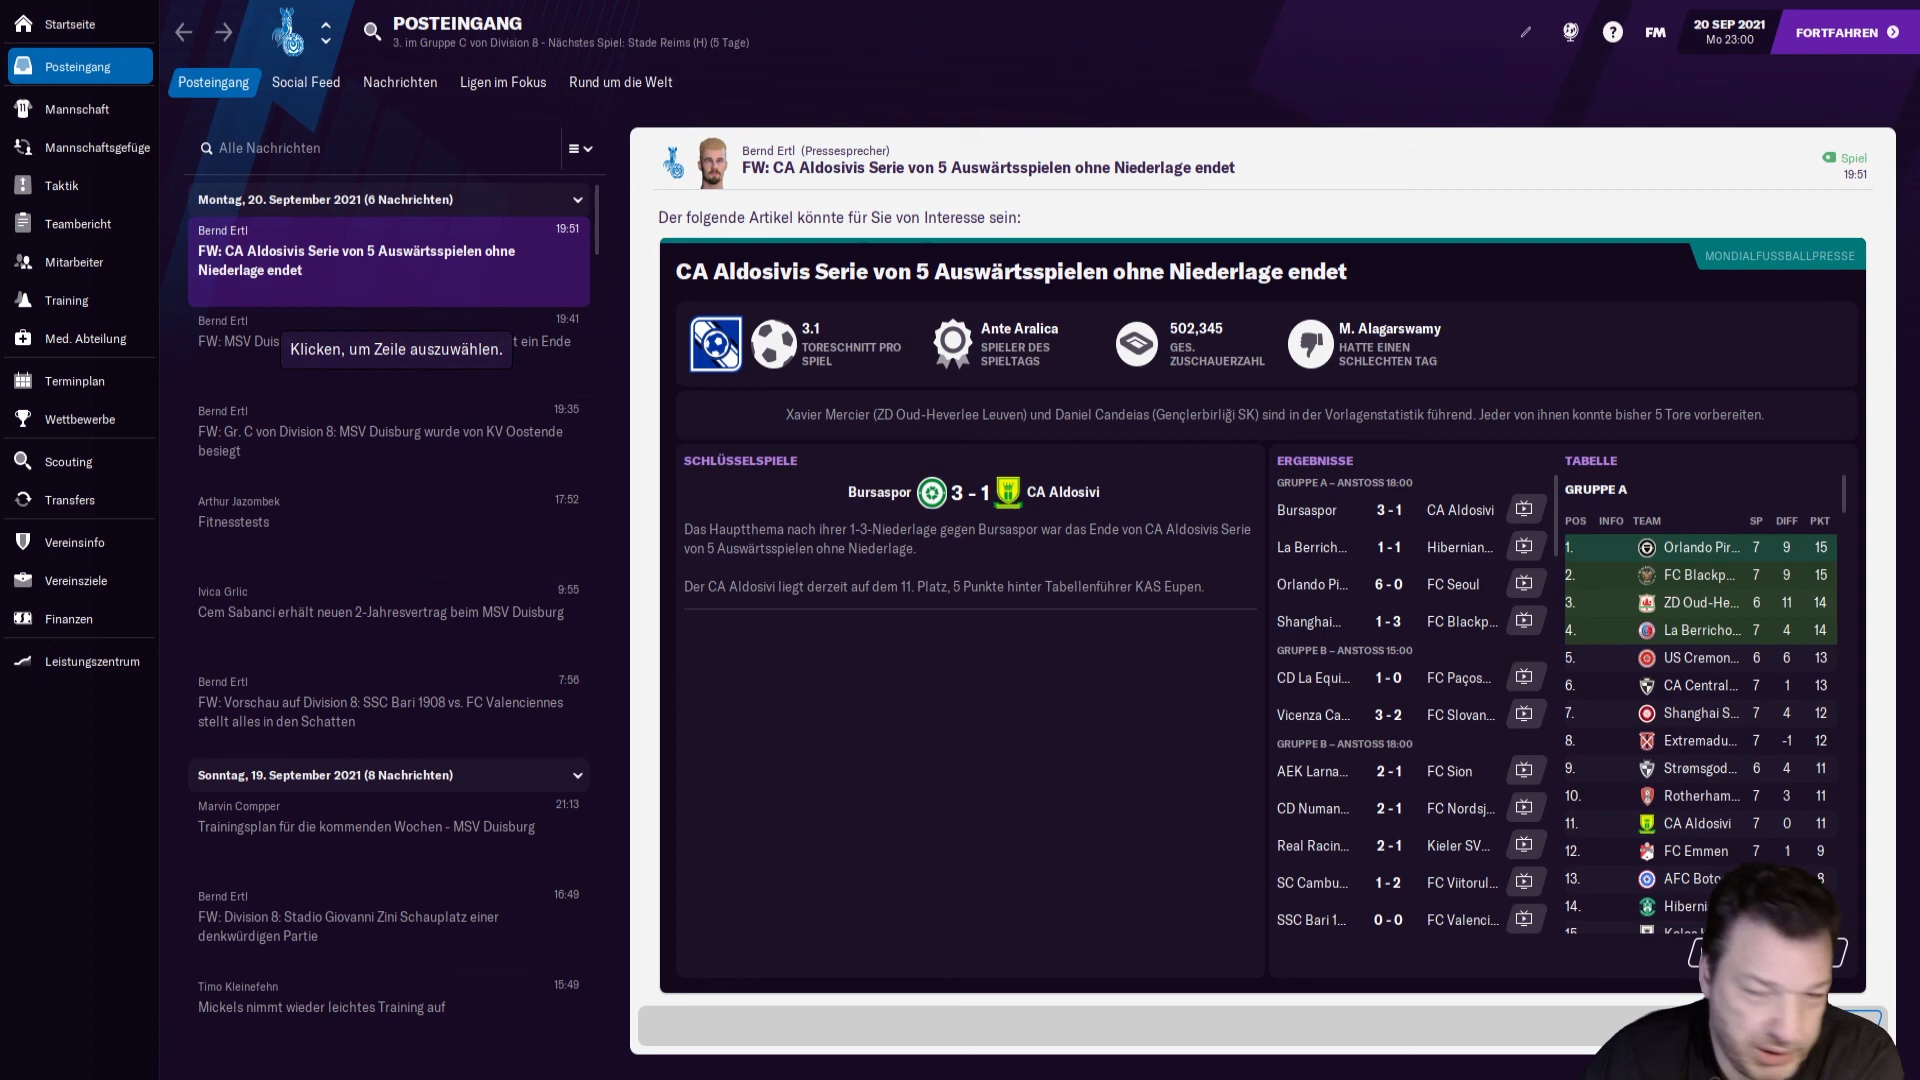 Startseite
Posteingang
Mannschaft
Mannschaftsgefüge
Taktik
Teambericht
Mitarbeiter
Training
Med. Abteilung
Terminplan
Wettbewerbe
Scouting
Transfers
Vereinsinfo
Vereinsziele
Finanzen
Leistungszentrum
POSTEINGANG
3. im Gruppe C von Division 8 - Nächstes Spiel: Stade Reims (H) (5 Tage)
FM
20 SEP 2021
Mo 23:00
FORTFAHREN
Posteingang Social Feed Nachrichten Ligen im Fokus Rund um die Welt
Alle Nachrichten
Montag, 20. September 2021 (6 Nachrichten)
Bernd Ertl 19:51
FW: CA Aldosivis Serie von 5 Auswärtsspielen ohne
Niederlage endet
Bernd Ertl 19:41
FW: MSV Duis t ein Ende
Klicken, um Zeile auszuwählen.
Bernd Ertl 19:35
FW: Gr. C von Division 8: MSV Duisburg wurde von KV Oostende
besiegt
Arthur Jazombek 17:52
Fitnesstests
Ivica Grlic 9:55
Cem Sabanci erhält neuen 2-Jahresvertrag beim MSV Duisburg
Bernd Ertl 7:56
FW: Vorschau auf Division 8: SSC Bari 1908 vs. FC Valenciennes
stellt alles in den Schatten
Sonntag, 19. September 2021 (8 Nachrichten)
Marvin Compper 21:13
Trainingsplan für die kommenden Wochen - MSV Duisburg
Bernd Ertl 16:49
FW: Division 8: Stadio Giovanni Zini Schauplatz einer
denkwürdigen Partie
Timo Kleinefehn 15:49
Mickels nimmt wieder leichtes Training auf
Bernd Ertl (Pressesprecher)
FW: CA Aldosivis Serie von 5 Auswärtsspielen ohne Niederlage endet
Spiel
19:51
Der folgende Artikel könnte für Sie von Interesse sein:
MONDIALFUSSBALLPRESSE
CA Aldosivis Serie von 5 Auswärtsspielen ohne Niederlage endet
3.1
TORESCHNITT PRO
SPIEL
Ante Aralica
SPIELER DES
SPIELTAGS
502,345
GES.
ZUSCHAUERZAHL
M. Alagarswamy
HATTE EINEN
SCHLECHTEN TAG
Xavier Mercier (ZD Oud-Heverlee Leuven) und Daniel Candeias (Gençlerbirliği SK) sind in der Vorlagenstatistik führend. Jeder von ihnen konnte bisher 5 Tore vorbereiten.
SCHLÜSSELSPIELE
Bursaspor 3 - 1 CA Aldosivi
Das Hauptthema nach ihrer 1-3-Niederlage gegen Bursaspor war das Ende von CA Aldosivis Serie
von 5 Auswärtsspielen ohne Niederlage.
Der CA Aldosivi liegt derzeit auf dem 11. Platz, 5 Punkte hinter Tabellenführer KAS Eupen.
ERGEBNISSE
GRUPPE A – ANSTOSS 18:00
Bursaspor 3 - 1 CA Aldosivi
La Berrich... 1 - 1 Hibernian...
Orlando Pi... 6 - 0 FC Seoul
Shanghai... 1 - 3 FC Blackp...
GRUPPE B – ANSTOSS 15:00
CD La Equi... 1 - 0 FC Paços...
Vicenza Ca... 3 - 2 FC Slovan...
GRUPPE B – ANSTOSS 18:00
AEK Larna... 2 - 1 FC Sion
CD Numan... 2 - 1 FC Nordsj...
Real Racin... 2 - 1 Kieler SV...
SC Cambu... 1 - 2 FC Viitorul...
SSC Bari 1... 0 - 0 FC Valenci...
TABELLE
GRUPPE A
POS INFO TEAM SP DIFF PKT
1. Orlando Pir... 7 9 15
2. FC Blackp... 7 9 15
3. ZD Oud-He... 6 11 14
4. La Berricho... 7 4 14
5. US Cremon... 6 6 13
6. CA Central... 7 1 13
7. Shanghai S... 7 4 12
8. Extremadu... 7 -1 12
9. Strømsgod... 6 4 11
10. Rotherham... 7 3 11
11. CA Aldosivi 7 0 11
12. FC Emmen 7 1 9
13. AFC Boto 8
14. Hiberni
15.